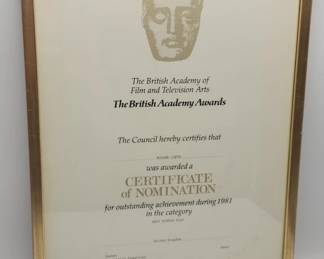 The British Academy of
Film and Television Arts
The British Academy Awards
The Council hereby certifies that
was awarded a
CERTIFICATE
of NOMINATION
for outstanding achievement during 1981
in the category